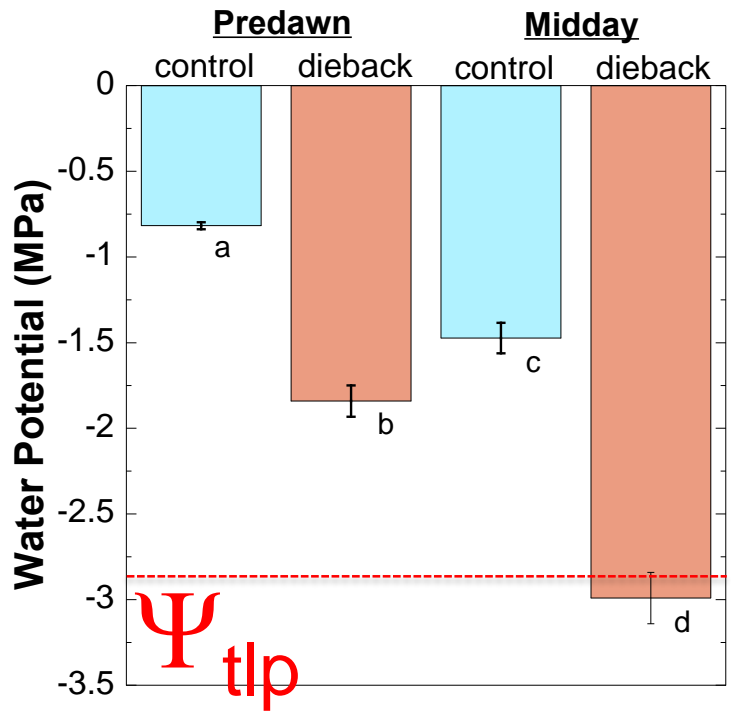 Predawn Midday
control dieback control dieback
0
-0.5
-1
-1.5
-2
-2.5
-3
-3.5
Water Potential (MPa)
a
b
c
d
Ψtlp